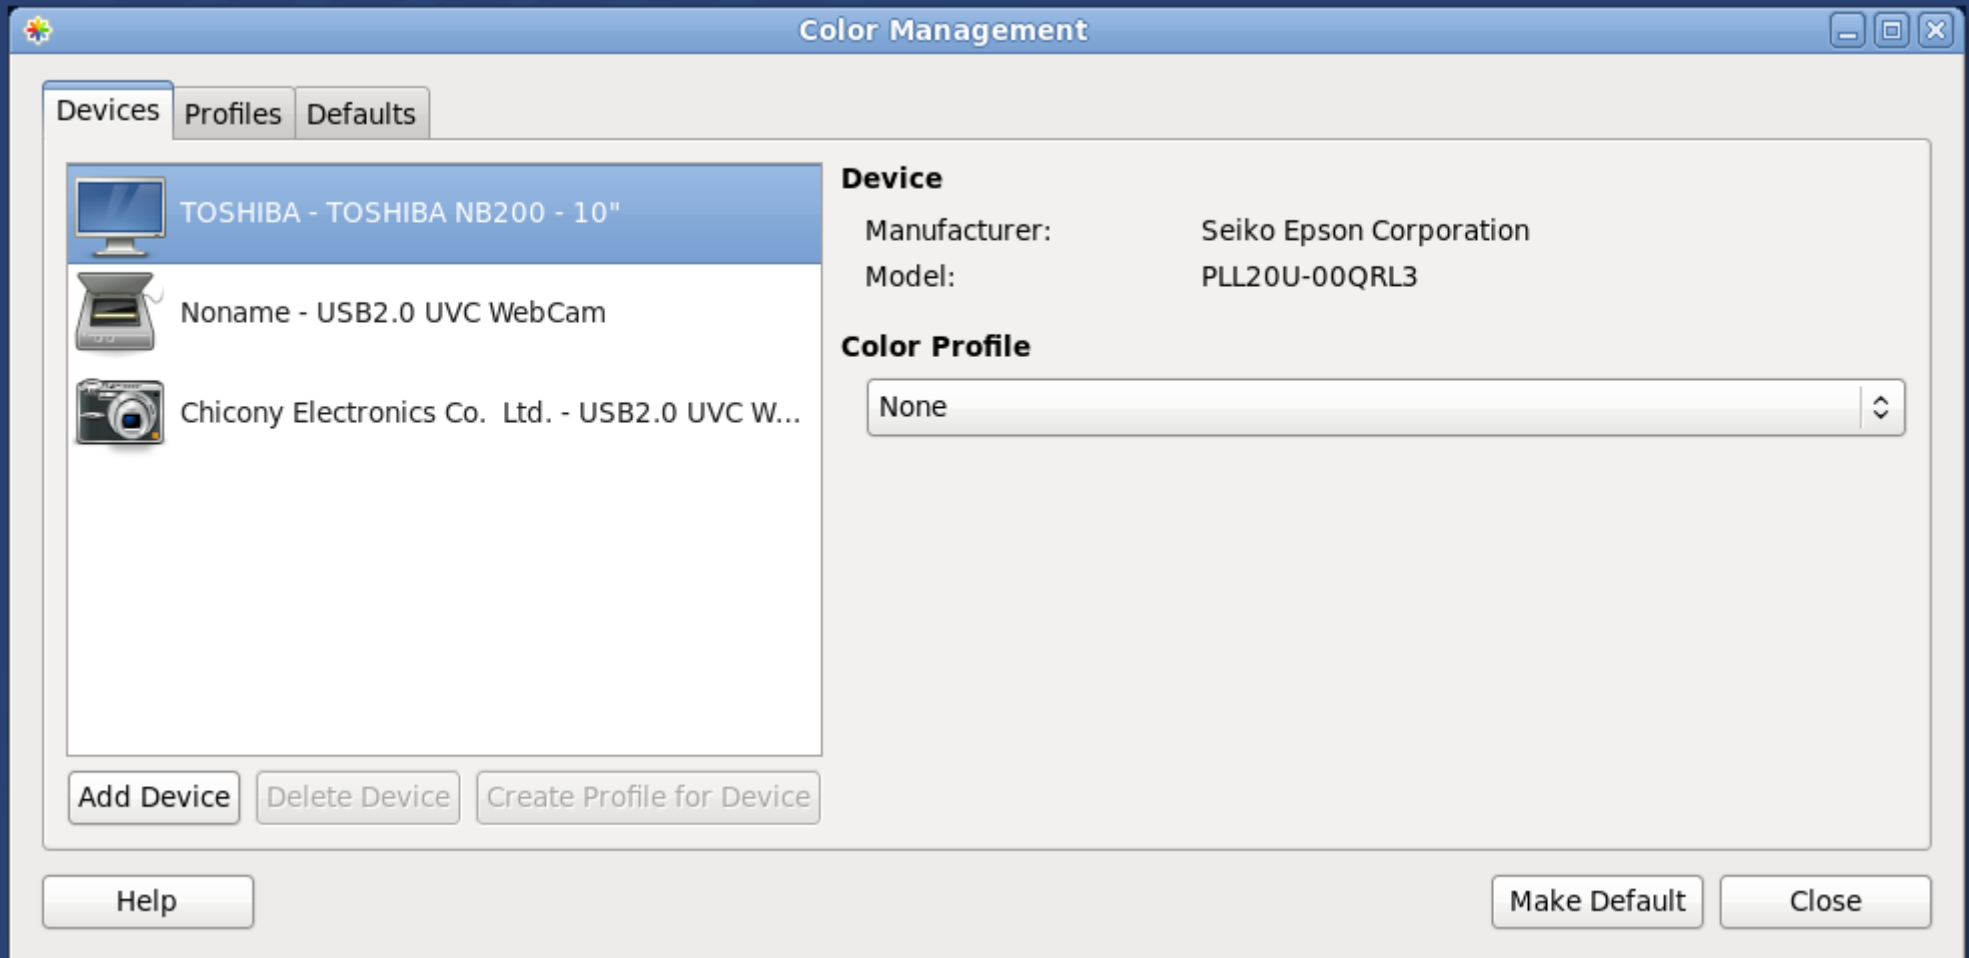 Color Management
Devices
Profiles
Defaults
TOSHIBA - TOSHIBA NB200 - 10"
Noname - USB2.0 UVC WebCam
Chicony Electronics Co.  Ltd. - USB2.0 UVC W...
Add Device
Delete Device
Create Profile for Device
Device
Manufacturer: Seiko Epson Corporation
Model: PLL20U-00QRL3
Color Profile
None
Help
Make Default
Close